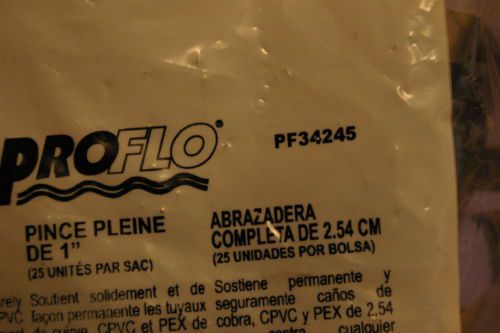 PROFLO® PF34245
PINCE PLEINE
DE 1"
(25 UNITÉS PAR SAC)
ABRAZADERA
COMPLETA DE 2.54 CM
(25 UNIDADES POR BOLSA)
Soutient solidement et de
façon permanente les tuyaux
CPVC et PEX de
Sostiene permanente y
seguramente caños de
cobra, CPVC y PEX de 2.54
cualquier